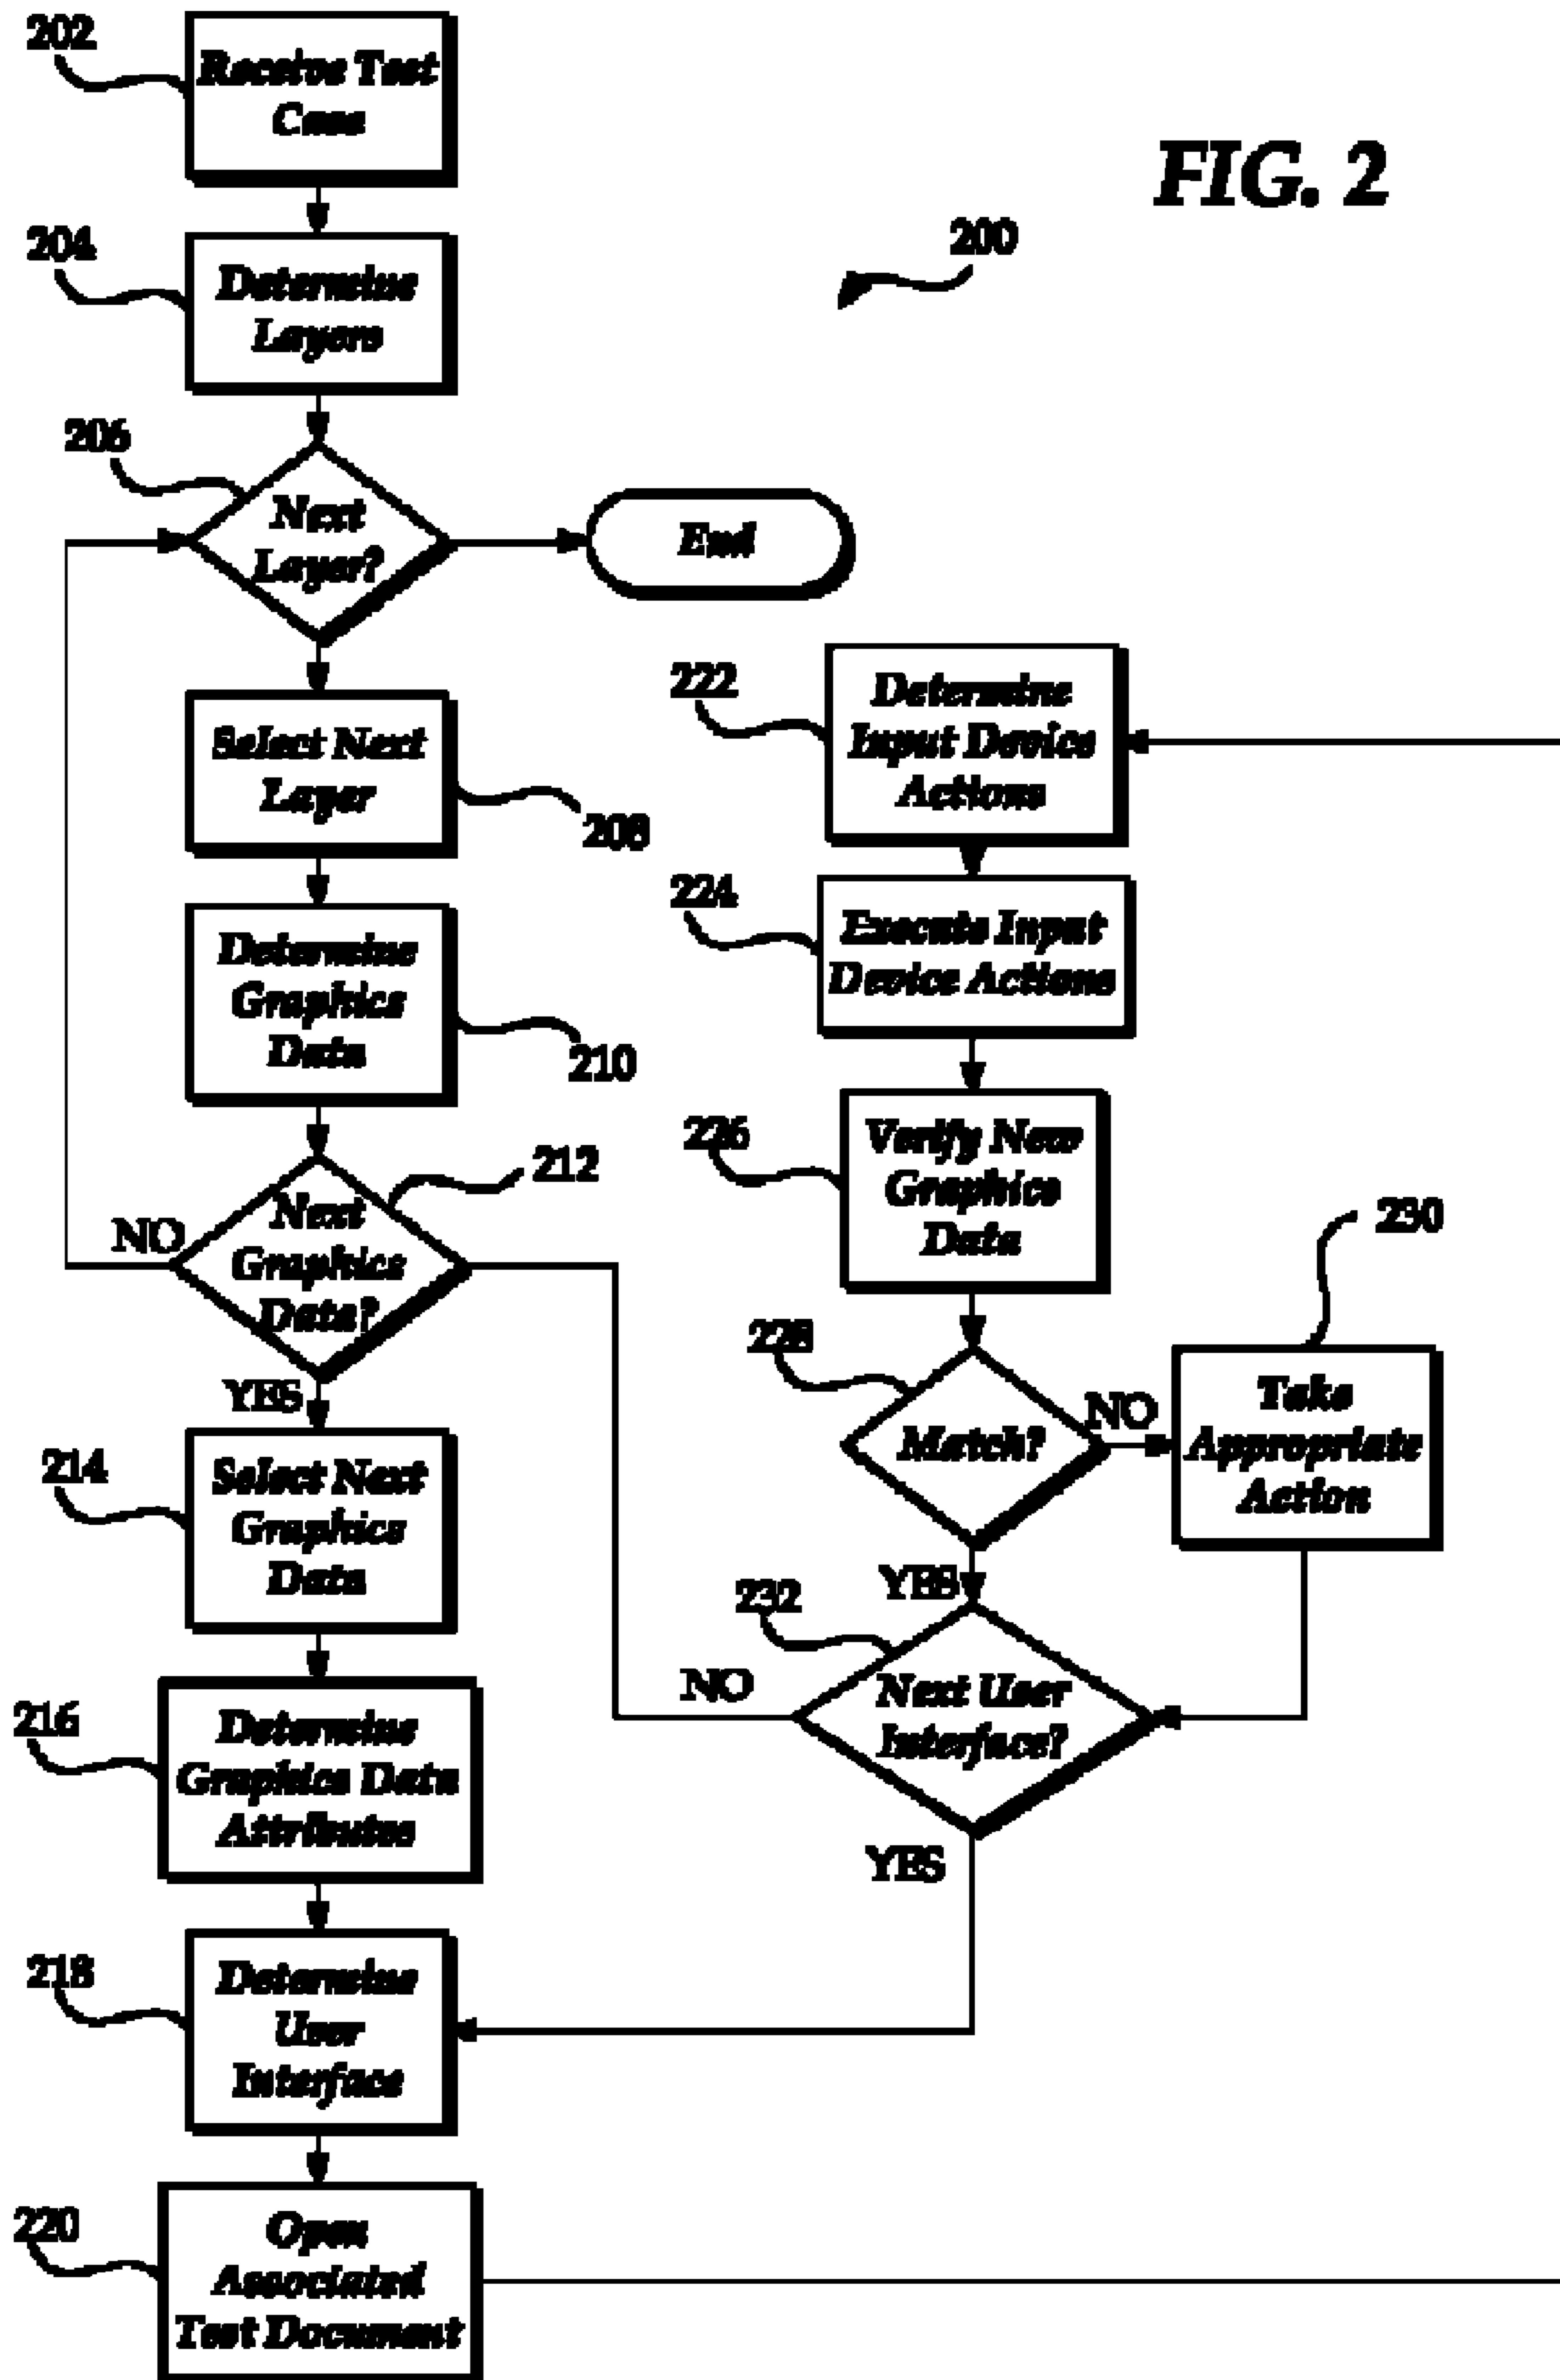 202
Receive Test
Case
FIG. 2
204
Determine
Layers
200
206
Next
Layer?
End
Select Next
Layer
208
Determine
Graphics
Data
210
212
Next
Graphics
Data?
NO
YES
214
Select Next
Graphics
Data
216
Determine
Graphics Data
Attributes
218
Determine
User
Interface
220
Open
Associated
Test Document
222
Determine
Input Device
Actions
224
Execute Input
Device Actions
226
Verify New
Graphics
Data
228
Match?
NO
230
Take
Appropriate
Action
YES
232
Next User
Interface?
NO
YES